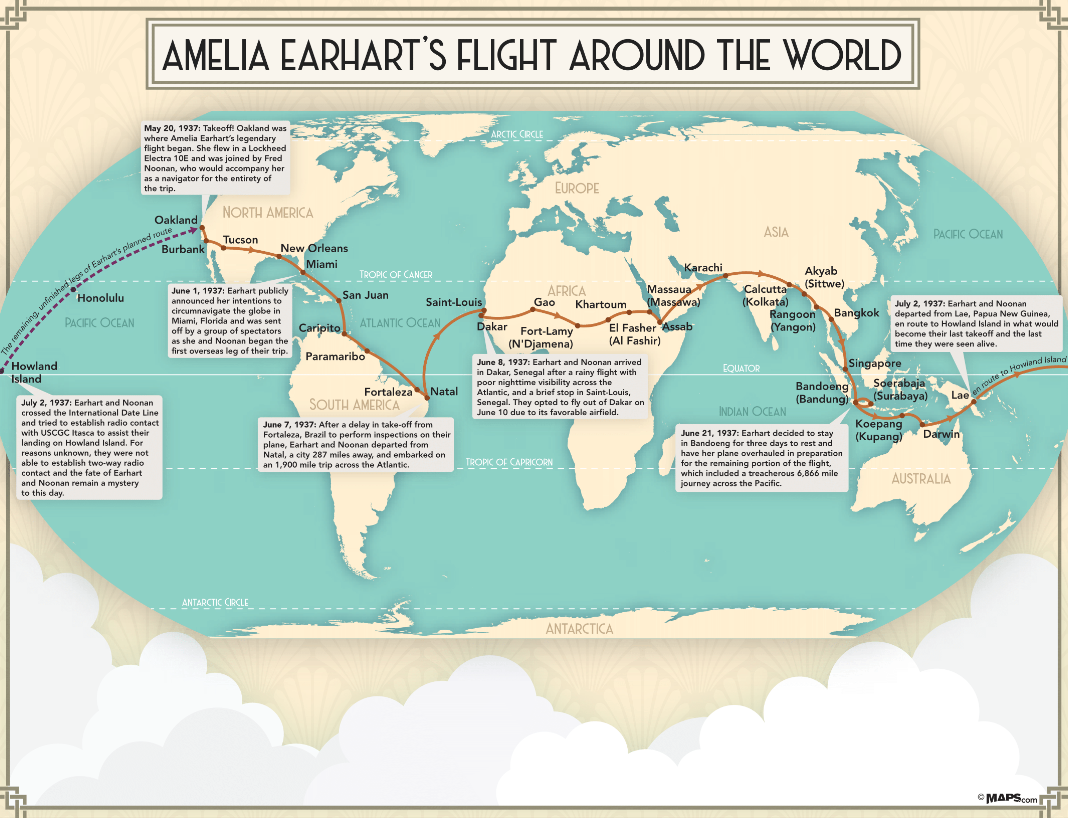 AMELIA EARHART'S FLIGHT AROUND THE WORLD
May 20, 1937: Takeoff! Oakland was
where Amelia Earhart's legendary
flight began. She flew in a Lockheed
Electra 10E and was joined by Fred
Noonan, who would accompany her
as a navigator for the entirety of
the trip.
ARCTIC CIRCLE
EUROPE
NORTH AMERICA
ASIA
PACIFIC OCEAN
Oakland
Burbank
Tucson
New Orleans
Miami
The remaining, unfinished legs of Earhart's planned route
Honolulu
PACIFIC OCEAN
Howland
Island
TROPIC OF CANCER
June 1, 1937: Earhart publicly
announced her intentions to
circumnavigate the globe in
Miami, Florida and was sent
off by a group of spectators
as she and Noonan began the
first overseas leg of their trip.
San Juan
ATLANTIC OCEAN
Caripito
Paramaribo
Fortaleza
Natal
SOUTH AMERICA
Saint-Louis
Dakar
AFRICA
Gao
Fort-Lamy
(N'Djamena)
Khartoum
El Fasher
(Al Fashir)
Massaua
(Massawa)
Assab
Karachi
Calcutta
(Kolkata)
Akyab
(Sittwe)
Rangoon
(Yangon)
Bangkok
July 2, 1937: Earhart and Noonan
departed from Lae, Papua New Guinea,
en route to Howland Island in what would
become their last takeoff and the last
time they were seen alive.
June 8, 1937: Earhart and Noonan arrived
in Dakar, Senegal after a rainy flight with
poor nighttime visibility across the
Atlantic, and a brief stop in Saint-Louis,
Senegal. They opted to fly out of Dakar on
June 10 due to its favorable airfield.
EQUATOR
Singapore
Bandoeng
(Bandung)
Soerabaja
(Surabaya)
Lae
en route to Howland Island
INDIAN OCEAN
Koepang
(Kupang)
Darwin
July 2, 1937: Earhart and Noonan
crossed the International Date Line
and tried to establish radio contact
with USCGC Itasca to assist their
landing on Howland Island. For
reasons unknown, they were not
able to establish two-way radio
contact and the fate of Earhart
and Noonan remain a mystery
to this day.
June 7, 1937: After a delay in take-off from
Fortaleza, Brazil to perform inspections on their
plane, Earhart and Noonan departed from
Natal, a city 287 miles away, and embarked on
an 1,900 mile trip across the Atlantic.
TROPIC OF CAPRICORN
June 21, 1937: Earhart decided to stay
in Bandoeng for three days to rest and
have her plane overhauled in preparation
for the remaining portion of the flight,
which included a treacherous 6,866 mile
journey across the Pacific.
AUSTRALIA
ANTARCTIC CIRCLE
ANTARCTICA
© MAPS.com